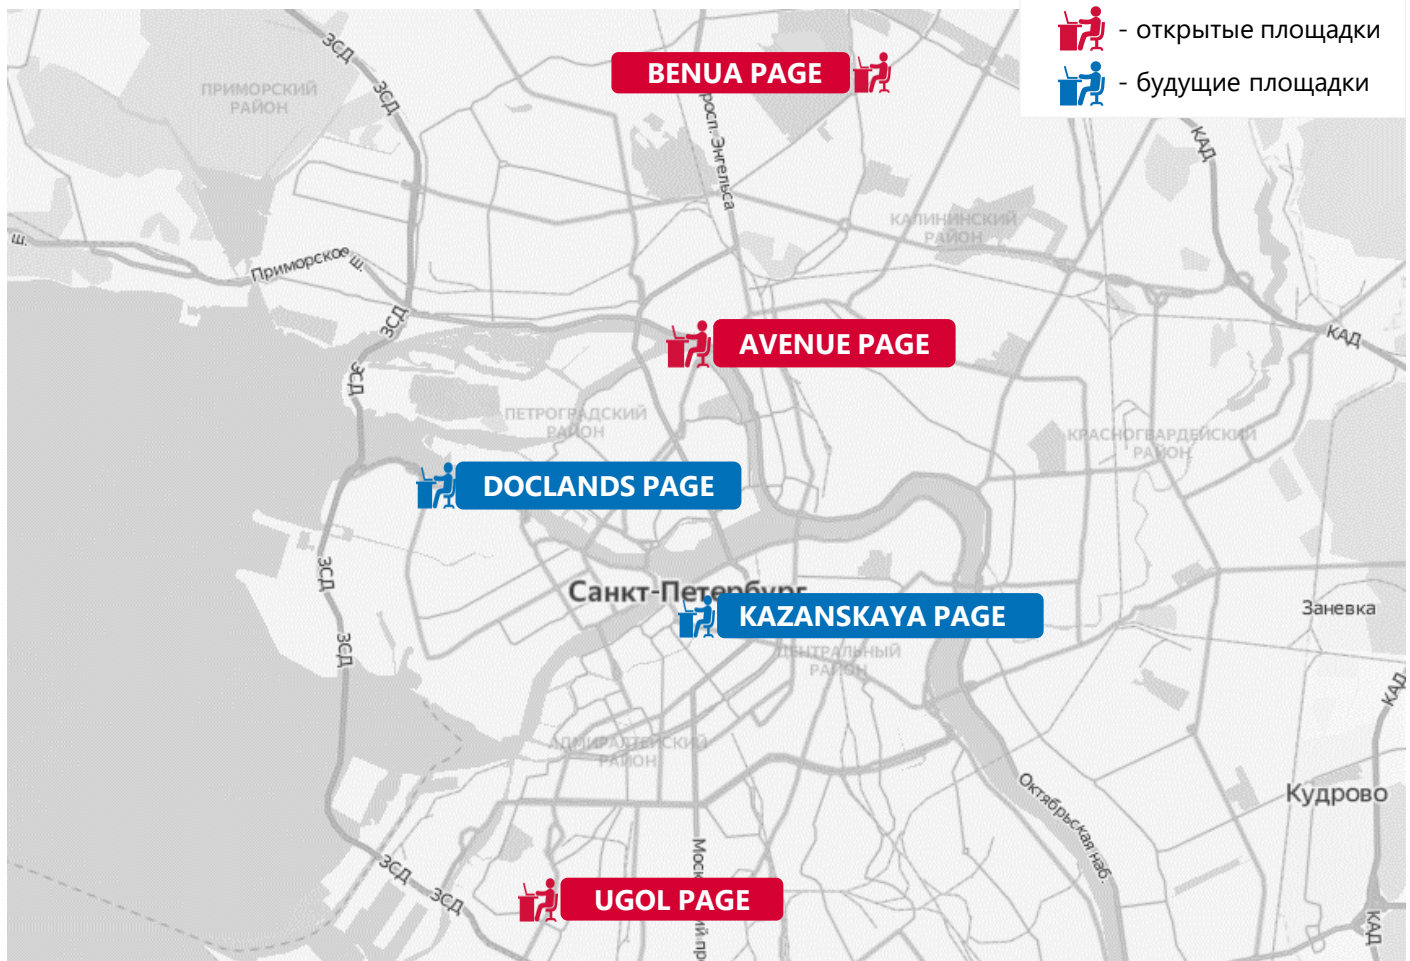 - открытые площадки
- будущие площадки
ЗСД
ЗСД
BENUA PAGE
ПРИМОРСКИЙ
РАЙОН
просп. Энгельса
КАД
КАЛИНИНСКИЙ
РАЙОН
ш.
Приморское ш.
ЗСД
КАД
AVENUE PAGE
ЗСД
ПЕТРОГРАДСКИЙ
РАЙОН
КРАСНОГВАРДЕЙСКИЙ
РАЙОН
DOCLANDS PAGE
ЗСД
Санкт-Петербург
KAZANSKAYA PAGE
Заневка
ЗСД
ЦЕНТРАЛЬНЫЙ
РАЙОН
КАД
АДМИРАЛТЕЙСКИЙ
РАЙОН
Октябрьская наб.
Кудрово
ЗСД
ЗСД
UGOL PAGE
КАД